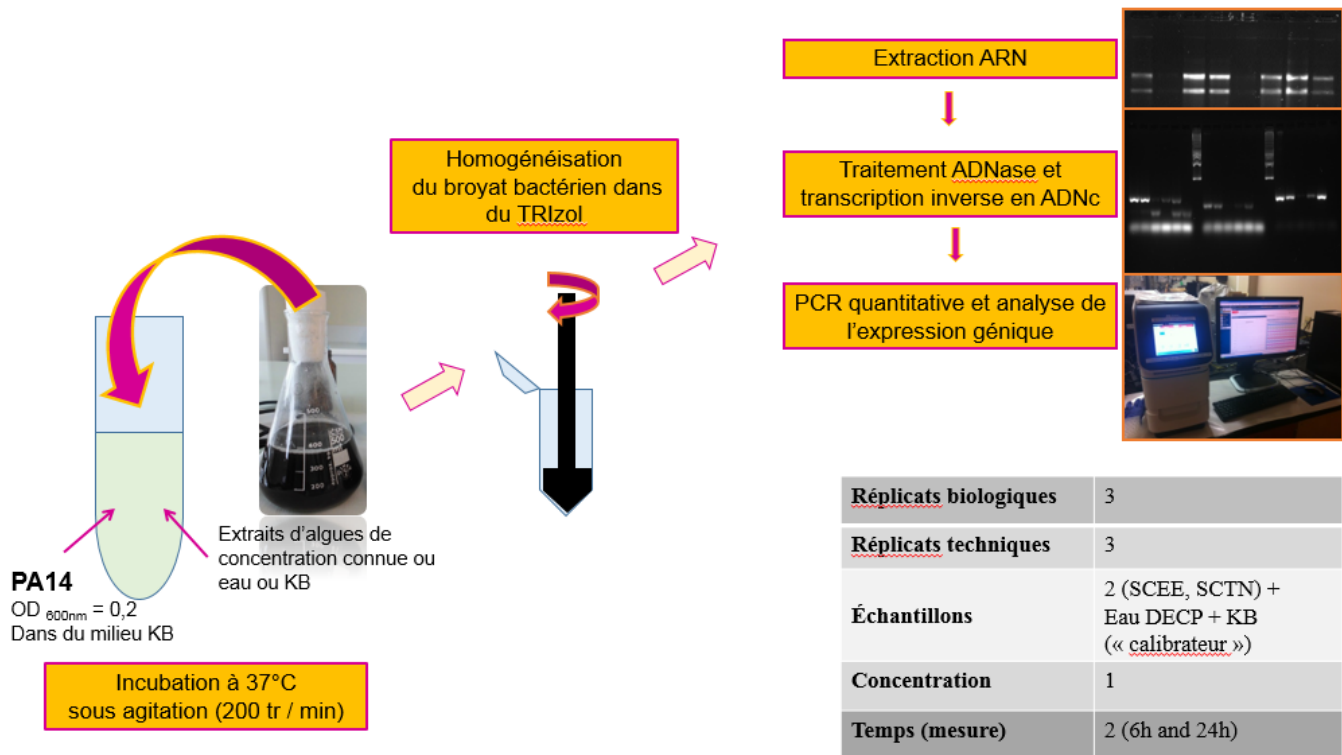 Extraction ARN
Homogénéisation
du broyat bactérien dans
du TRIzol
Traitement ADNase et
transcription inverse en ADNc
PCR quantitative et analyse de
l'expression génique
Extraits d'algues de
concentration connue ou
eau ou KB
PA14
OD 600nm = 0,2
Dans du milieu KB
Incubation à 37°C
sous agitation (200 tr / min)
Réplicats biologiques 3
Réplicats techniques 3
Échantillons 2 (SCEE, SCTN) +
Eau DECP + KB
(« calibrateur »)
Concentration 1
Temps (mesure) 2 (6h and 24h)